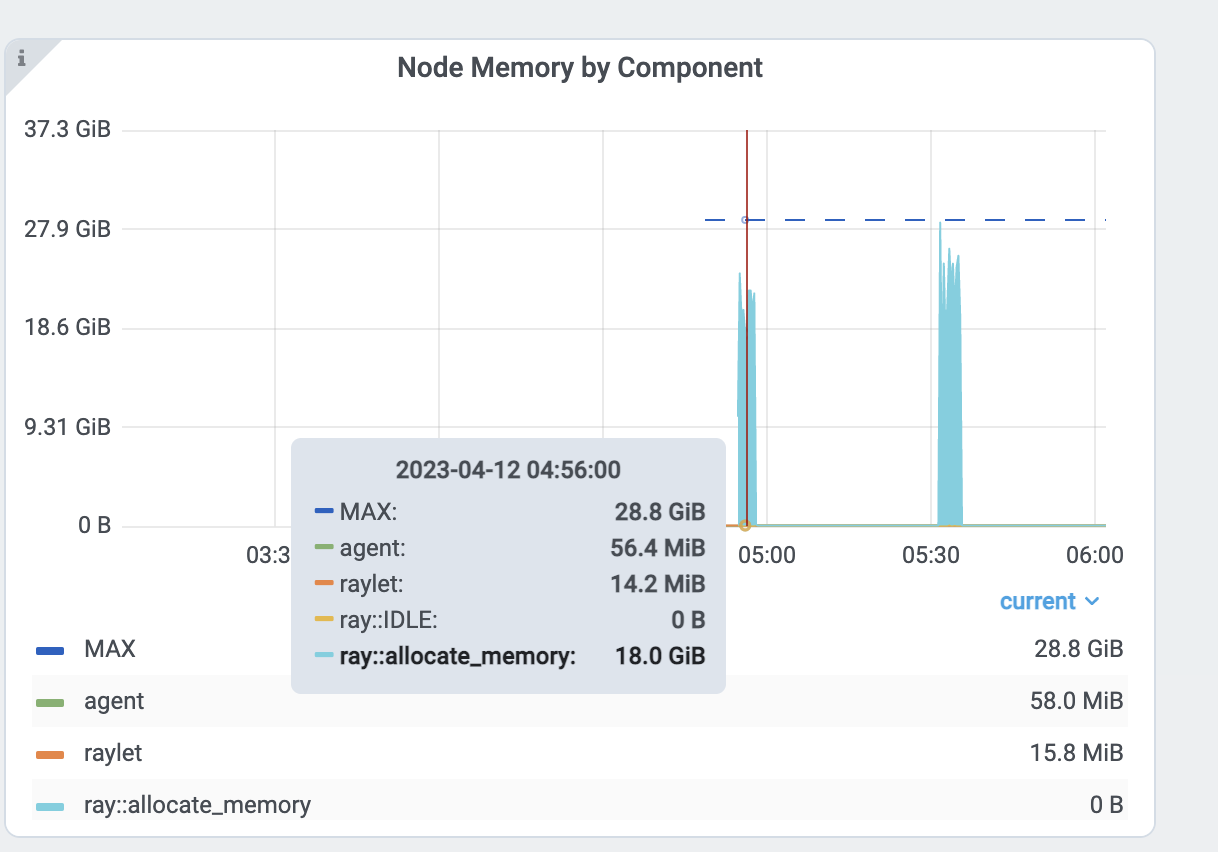 Node Memory by Component
37.3 GiB
27.9 GiB
18.6 GiB
9.31 GiB
0 B
03:3
05:00
05:30
06:00
2023-04-12 04:56:00
MAX: 28.8 GiB
agent: 56.4 MiB
raylet: 14.2 MiB
ray::IDLE: 0 B
ray::allocate_memory: 18.0 GiB
current
MAX 28.8 GiB
agent 58.0 MiB
raylet 15.8 MiB
ray::allocate_memory 0 B